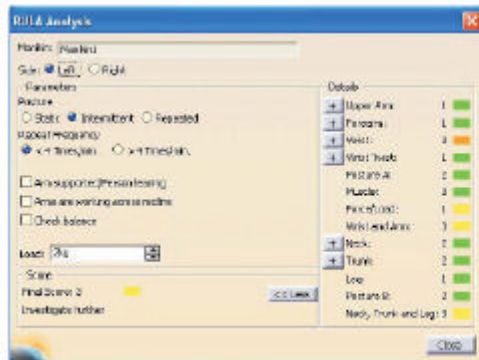 RULA Analysis
Manikin: Manikin1
Side: Left Right
Parameters
Posture
Static Intermittent Repeated
Repeat Frequency
< 4 Times/min. > 4 Times/min.
Arm supported/Person leaning
Arms are working across midline
Check balance
Load: 2kg
Score
Final Score: 3
Investigate further
<< Less
Details
+ Upper Arm: 1
+ Forearm: 1
+ Wrist: 3
+ Wrist Twist: 1
Posture A: 2
Muscle: 0
Force/Load: 1
Wrist and Arm: 3
+ Neck: 2
+ Trunk: 2
Leg: 1
Posture B: 2
Neck, Trunk and Leg: 3
Close